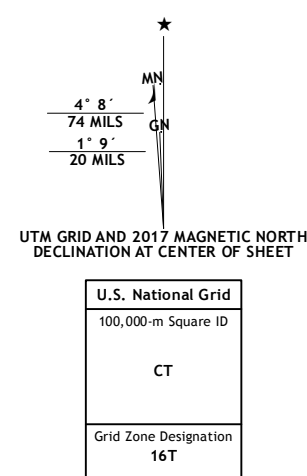 MN
4° 8´
74 MILS
GN
1° 9´
20 MILS
UTM GRID AND 2017 MAGNETIC NORTH
DECLINATION AT CENTER OF SHEET
U.S. National Grid
100,000-m Square ID
CT
Grid Zone Designation
16T